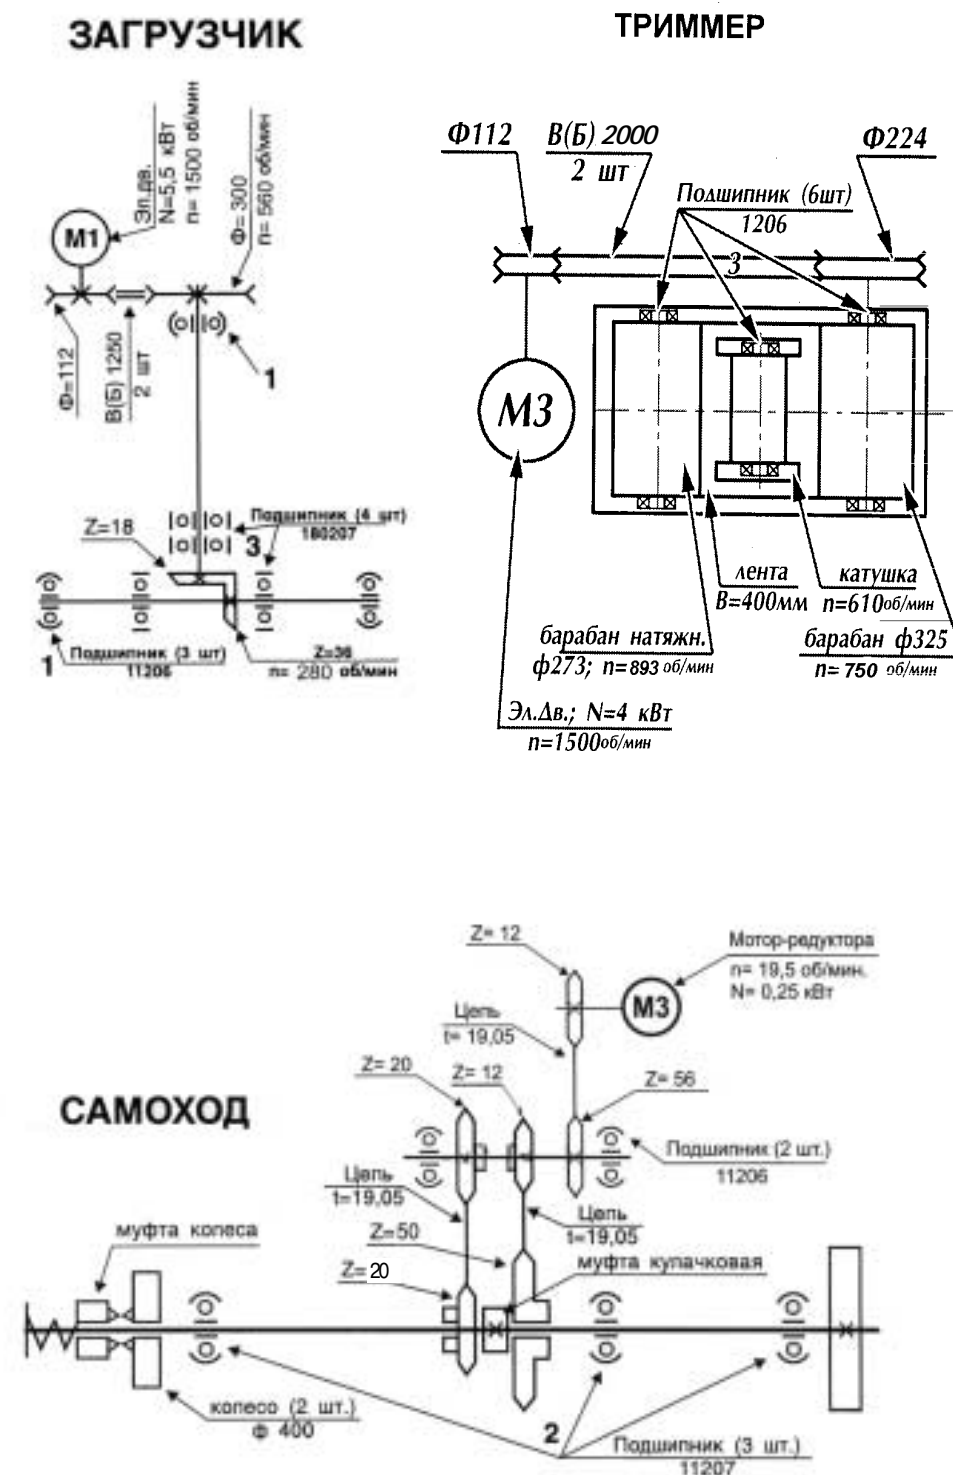 ЗАГРУЗЧИК
Эл.дв.
N=5,5 кВт
n=1500 об/мин
Ф=300
n=560 об/мин
М1
Ф=112
В(Б) 1250
2 шт
1
Z=18
Подшипник (4 шт)
180207
3
1
Подшипник (3 шт)
11206
Z=36
n= 280 об/мин
ТРИММЕР
Ф112
В(Б) 2000
2 шт
Ф224
Подшипник (6шт)
1206
3
М3
лента
В=400мм
катушка
n=610об/мин
барабан натяжн.
ф273; n=893 об/мин
барабан ф325
n= 750 об/мин
Эл.Дв.; N=4 кВт
n=1500об/мин
САМОХОД
Z= 12
Мотор-редуктора
n= 19,5 об/мин.
N= 0,25 кВт
М3
Цепь
t= 19,05
Z= 20
Z= 12
Z= 56
Подшипник (2 шт.)
11206
Цепь
t=19,05
Цепь
t=19,05
муфта колеса
Z=50
Z=20
муфта кулачковая
колесо (2 шт.)
ф 400
2
Подшипник (3 шт.)
11207